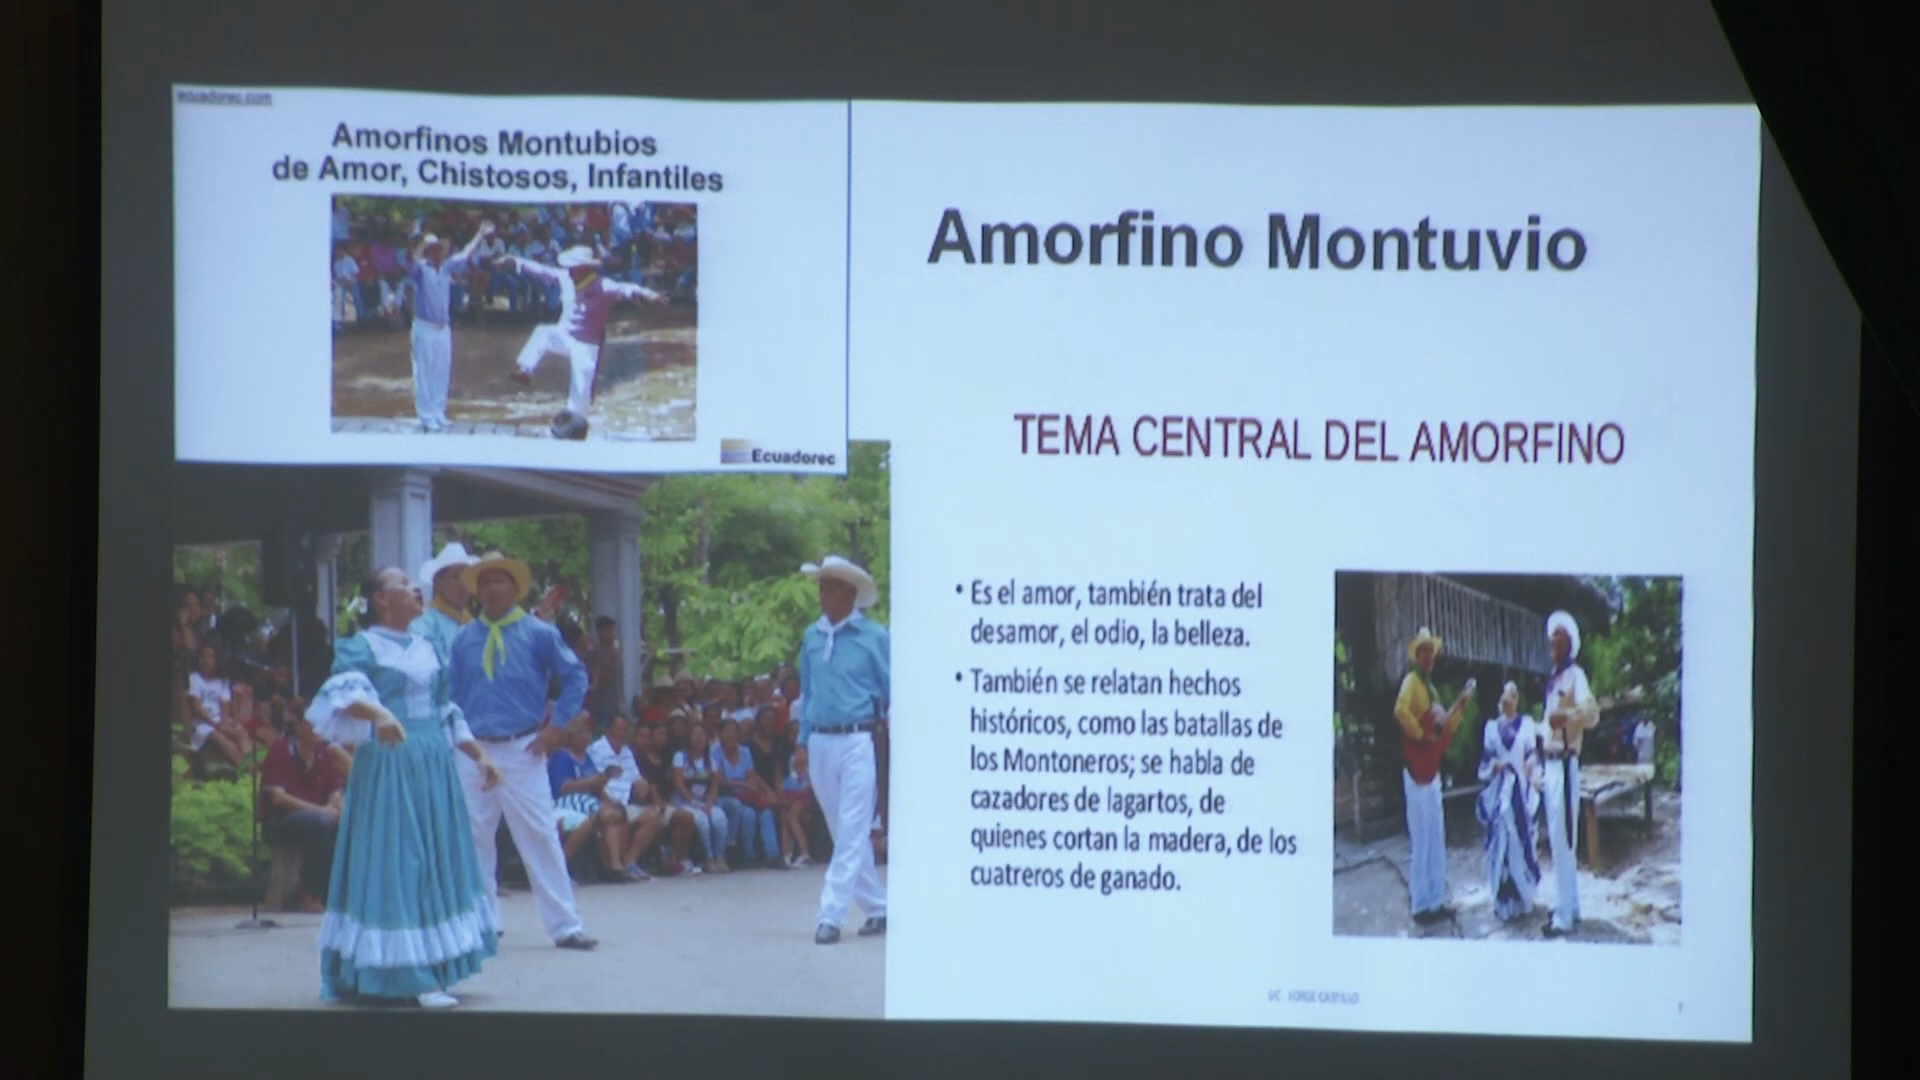 ecuadorec.com
Amorfinos Montubios
de Amor, Chistosos, Infantiles
Ecuadorec
Amorfino Montuvio
TEMA CENTRAL DEL AMORFINO
• Es el amor, también trata del
desamor, el odio, la belleza.
• También se relatan hechos
históricos, como las batallas de
los Montoneros; se habla de
cazadores de lagartos, de
quienes cortan la madera, de los
cuatreros de ganado.
JORGE CASTILLO